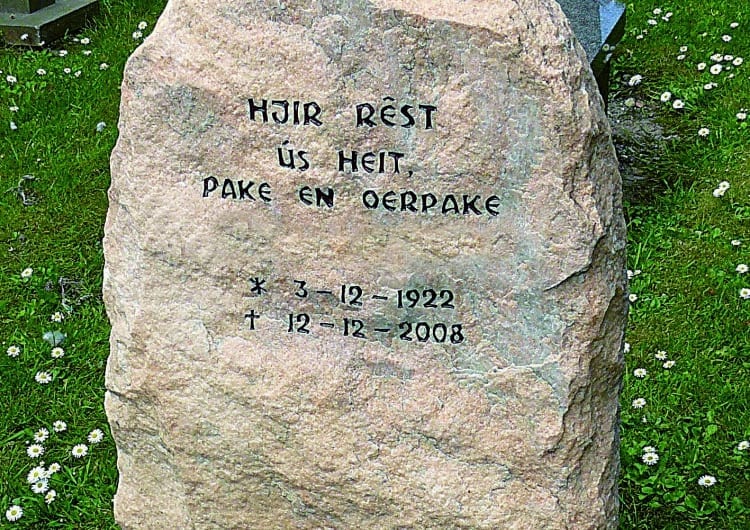 HJIR RÊST
ÚS HEIT,
PAKE EN OERPAKE
* 3-12-1922
† 12-12-2008